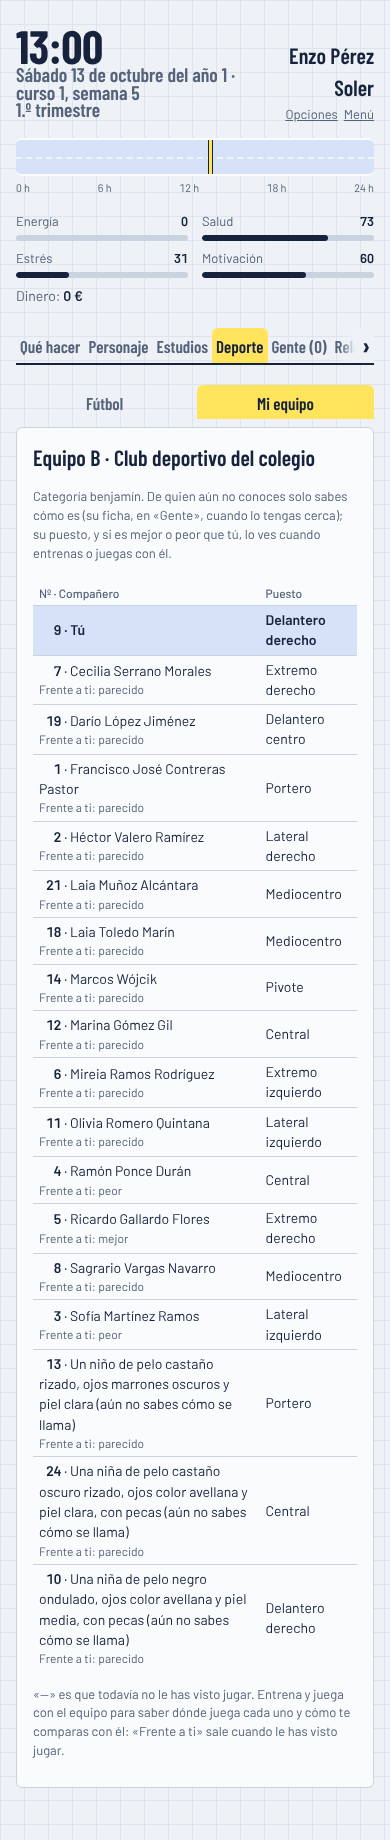 13:00
Sábado 13 de octubre del año 1 ·
curso 1, semana 5
1.º trimestre
Enzo Pérez
Soler
Opciones Menú
0 h 6 h 12 h 18 h 24 h
Energía 0 Salud 73
Estrés 31 Motivación 60
Dinero: 0 €
Qué hacer Personaje Estudios Deporte Gente (0) Rel ›
Fútbol Mi equipo
Equipo B · Club deportivo del colegio
Categoría benjamín. De quien aún no conoces solo sabes
cómo es (su ficha, en «Gente», cuando lo tengas cerca);
su puesto, y si es mejor o peor que tú, lo ves cuando
entrenas o juegas con él.
Nº · Compañero Puesto
9 · Tú Delantero
derecho
7 · Cecilia Serrano Morales Extremo
Frente a ti: parecido derecho
19 · Darío López Jiménez Delantero
Frente a ti: parecido centro
1 · Francisco José Contreras
Pastor Portero
Frente a ti: parecido
2 · Héctor Valero Ramírez Lateral
Frente a ti: parecido derecho
21 · Laia Muñoz Alcántara Mediocentro
Frente a ti: parecido
18 · Laia Toledo Marín Mediocentro
Frente a ti: parecido
14 · Marcos Wójcik Pivote
Frente a ti: parecido
12 · Marina Gómez Gil Central
Frente a ti: parecido
6 · Mireia Ramos Rodríguez Extremo
Frente a ti: parecido izquierdo
11 · Olivia Romero Quintana Lateral
Frente a ti: parecido izquierdo
4 · Ramón Ponce Durán Central
Frente a ti: peor
5 · Ricardo Gallardo Flores Extremo
Frente a ti: mejor derecho
8 · Sagrario Vargas Navarro Mediocentro
Frente a ti: parecido
3 · Sofía Martínez Ramos Lateral
Frente a ti: peor izquierdo
13 · Un niño de pelo castaño
rizado, ojos marrones oscuros y
piel clara (aún no sabes cómo se Portero
llama)
Frente a ti: parecido
24 · Una niña de pelo castaño
oscuro rizado, ojos color avellana y
piel clara, con pecas (aún no sabes Central
cómo se llama)
Frente a ti: parecido
10 · Una niña de pelo negro
ondulado, ojos color avellana y piel Delantero
media, con pecas (aún no sabes derecho
cómo se llama)
Frente a ti: parecido
«—» es que todavía no le has visto jugar. Entrena y juega
con el equipo para saber dónde juega cada uno y cómo te
comparas con él: «Frente a ti» sale cuando le has visto
jugar.